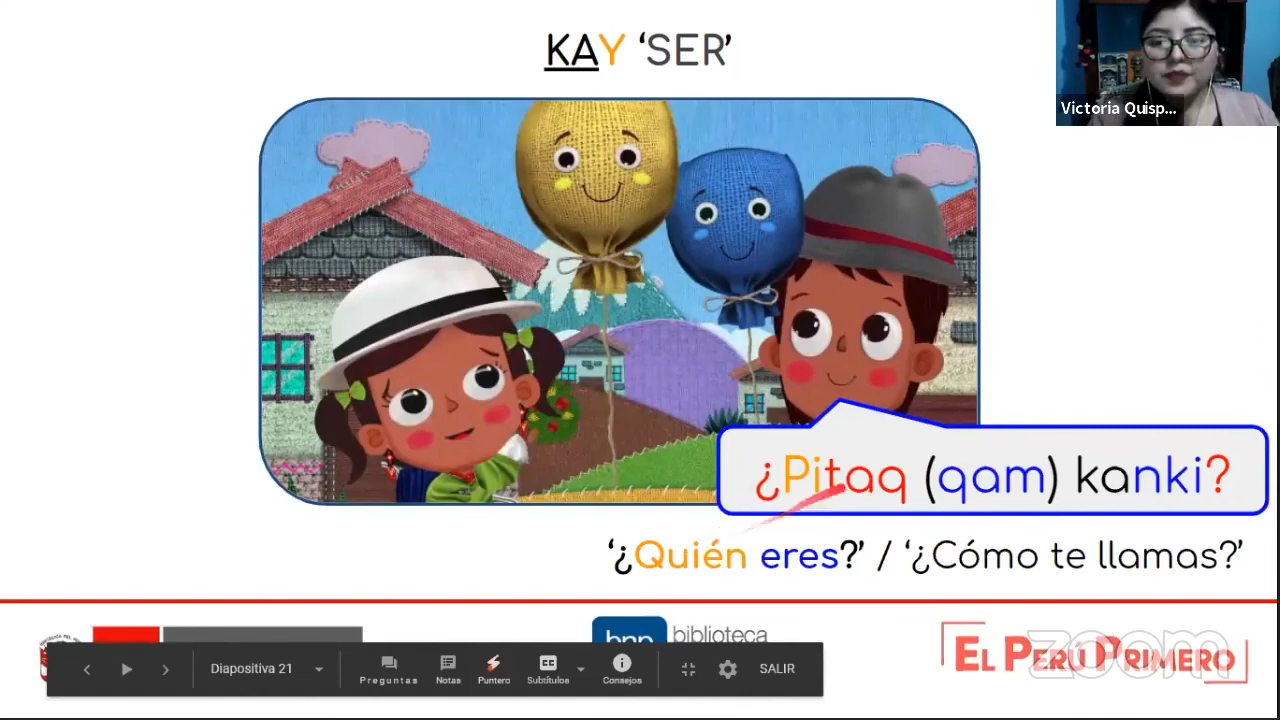 KAY ‘SER’
Victoria Quisp...
¿Pitaq (qam) kanki?
‘¿Quién eres?’ / ‘¿Cómo te llamas?’
bnp biblioteca
EL PERÚ PRIMERO
zoom
Diapositiva 21
Preguntas
Notas
Puntero
Subtítulos
Consejos
SALIR